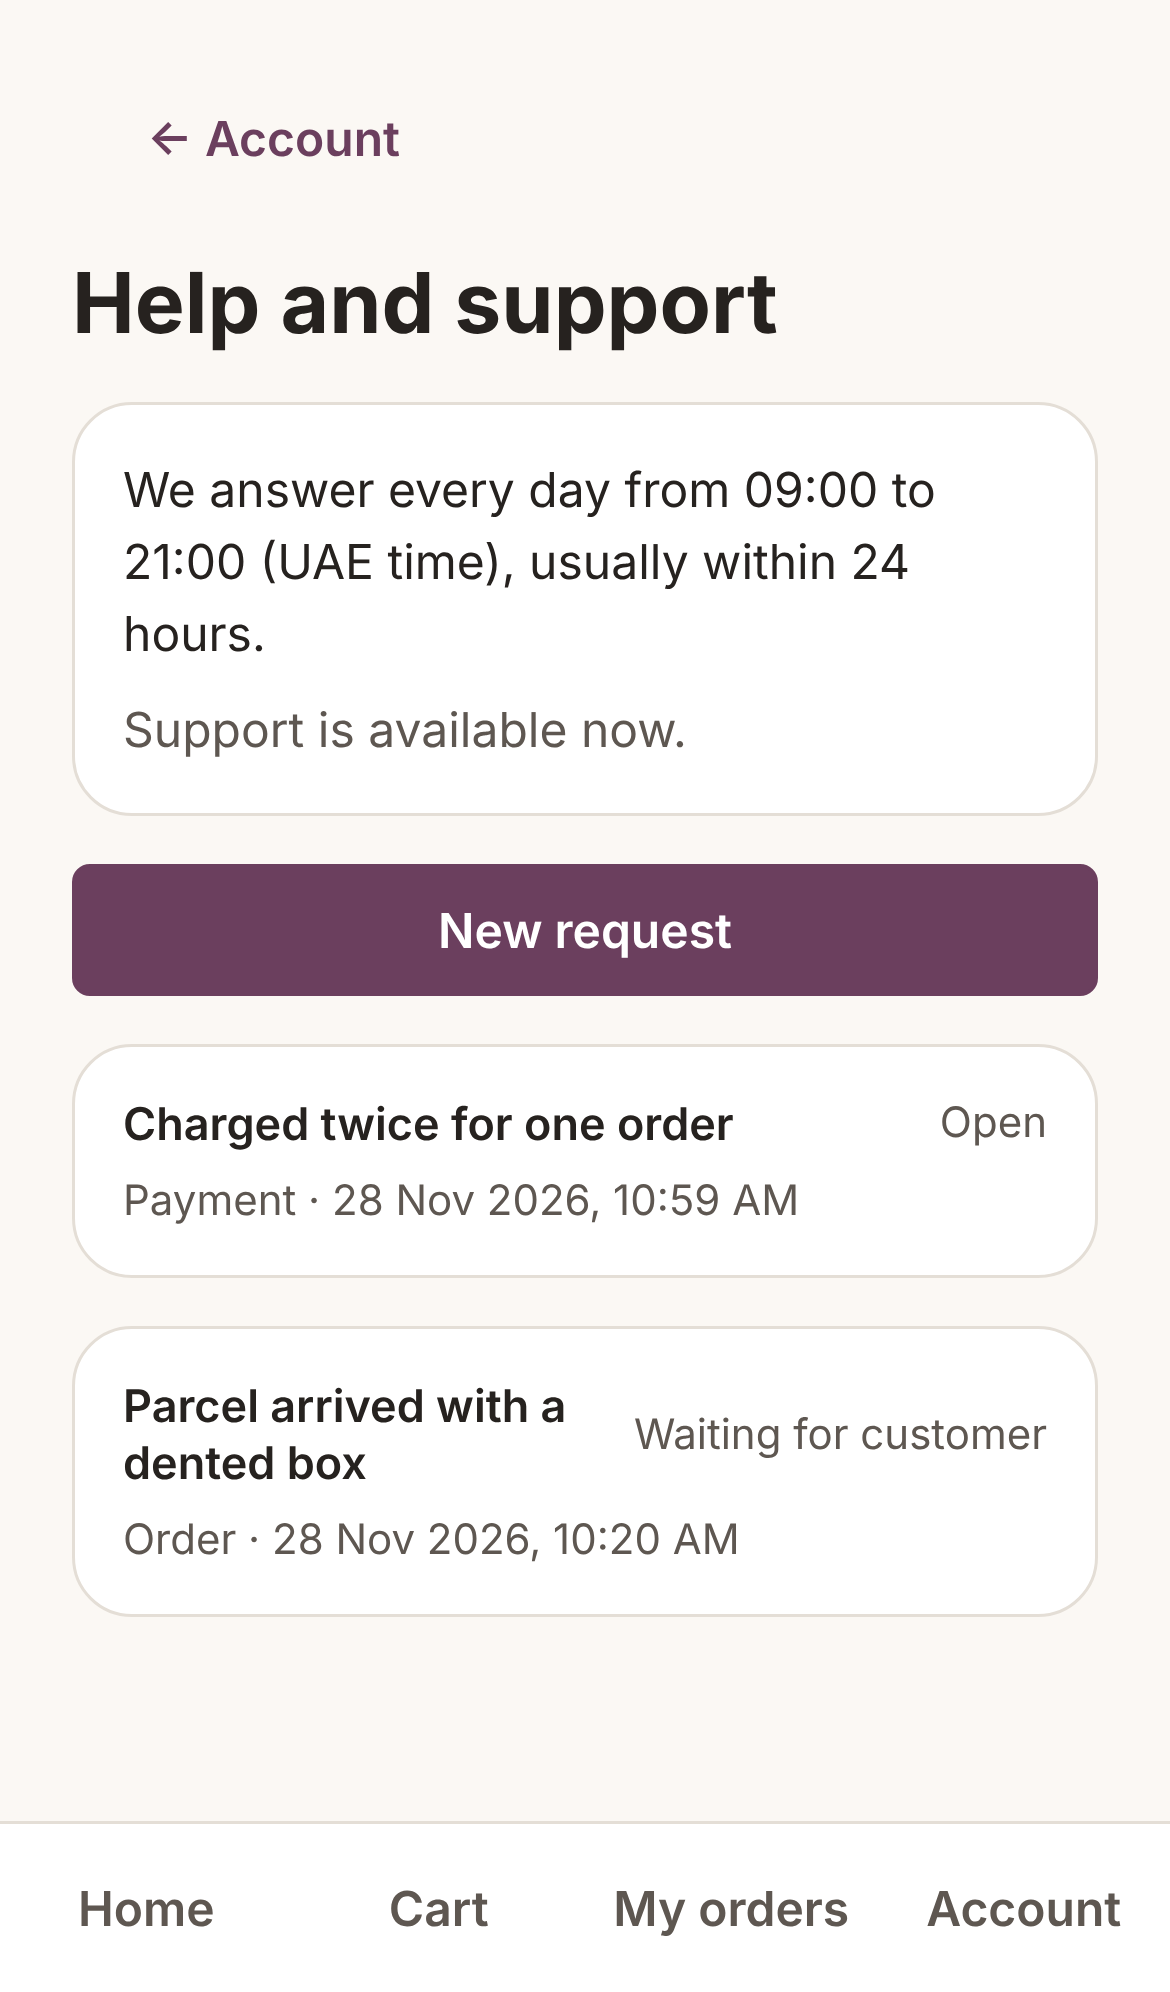 ← Account
Help and support
We answer every day from 09:00 to
21:00 (UAE time), usually within 24
hours.
Support is available now.
New request
Charged twice for one order
Open
Payment · 28 Nov 2026, 10:59 AM
Parcel arrived with a
dented box
Waiting for customer
Order · 28 Nov 2026, 10:20 AM
Home
Cart
My orders
Account